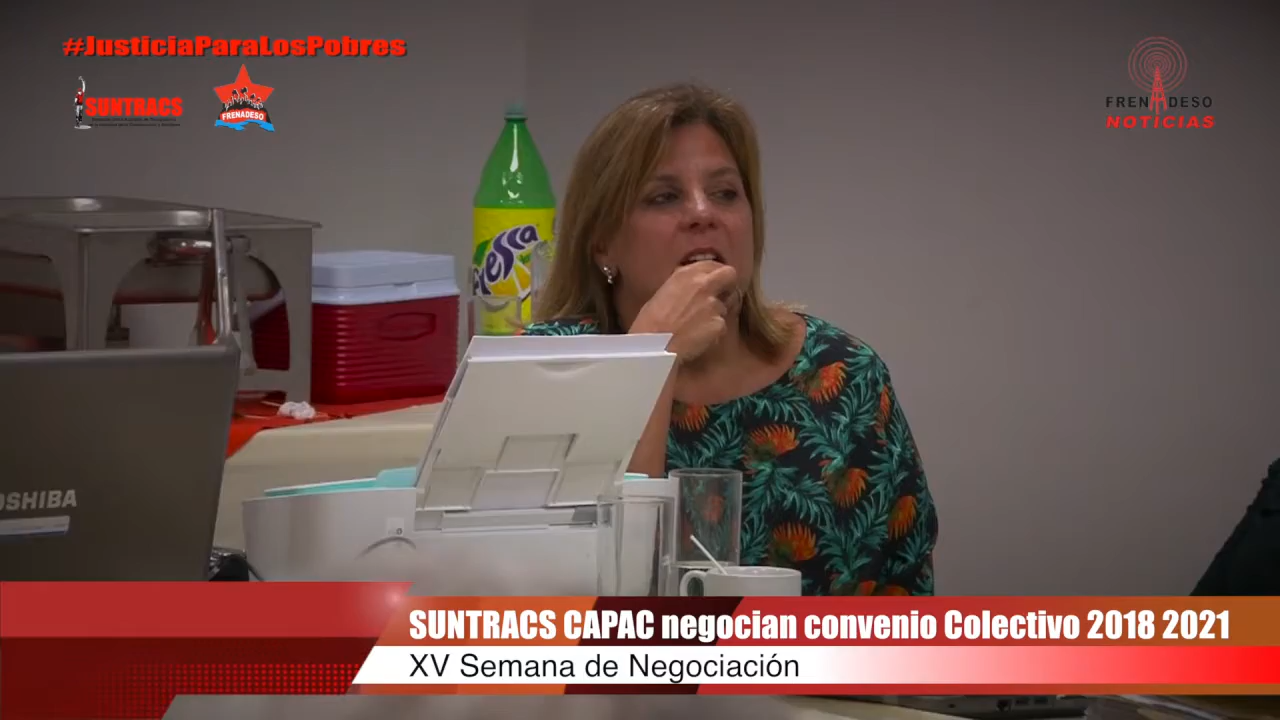 #JusticiaParaLosPobres
SUNTRACS
FRENADESO
FRENADESO
NOTICIAS
Fresca
OSHIBA
SUNTRACS CAPAC negocian convenio Colectivo 2018 2021
XV Semana de Negociación